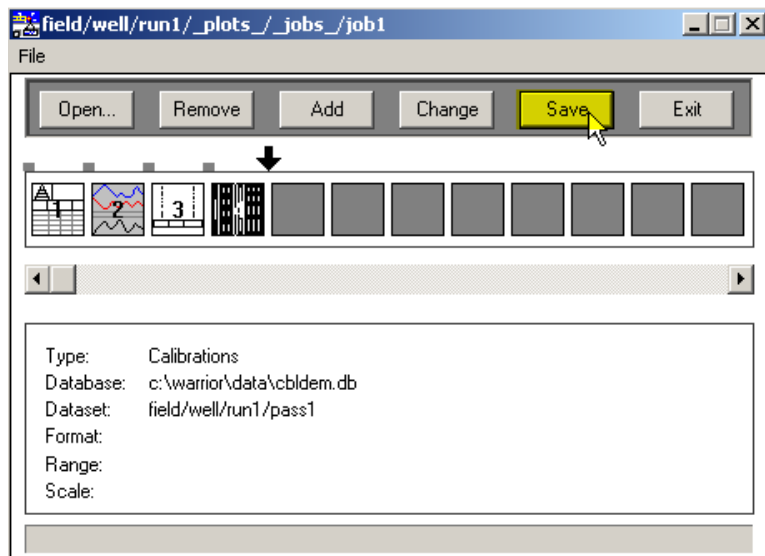 field/well/run1/_plots_/_jobs_/job1
File
Open... Remove Add Change Save Exit
1 2 3
Type: Calibrations
Database: c:\warrior\data\cbldem.db
Dataset: field/well/run1/pass1
Format:
Range:
Scale: